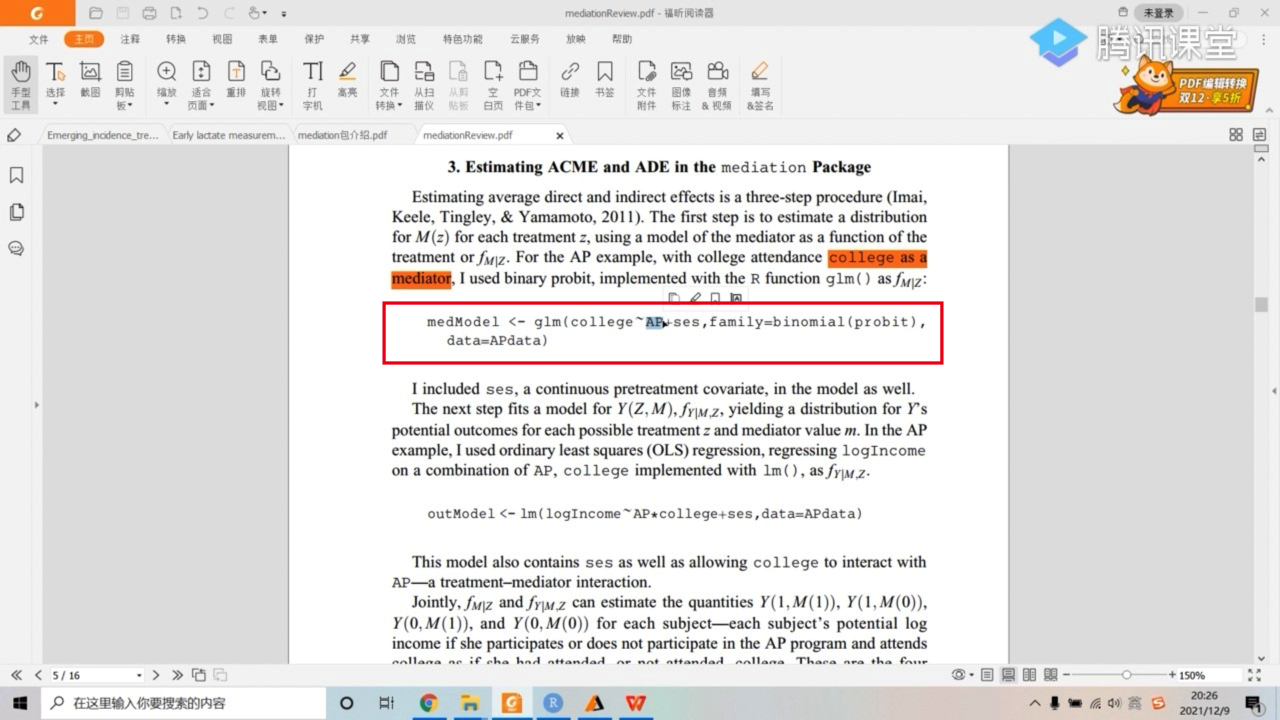 mediationReview.pdf - 福昕阅读器
未登录
文件 主页 注释 转换 视图 表单 保护 共享 浏览 特色功能 云服务 放映 帮助
腾讯课堂
手型工具 选择 截图 剪贴板 缩放 适合页面 重排 旋转视图 打字机 高亮 文件转换 从扫描仪 粘贴板 空白页 PDF文件包 链接 书签 文件附件 图像标注 音频&视频 填写&签名
PDF编辑转换
双12·享5折
Emerging_incidence_tre... Early lactate measurem... mediation包介绍.pdf mediationReview.pdf
3. Estimating ACME and ADE in the mediation Package
Estimating average direct and indirect effects is a three-step procedure (Imai,
Keele, Tingley, & Yamamoto, 2011). The first step is to estimate a distribution
for M(z) for each treatment z, using a model of the mediator as a function of the
treatment or f_{M|Z}. For the AP example, with college attendance college as a
mediator, I used binary probit, implemented with the R function glm() as f_{M|Z}:
medModel <- glm(college~AP+ses,family=binomial(probit),
data=APdata)
I included ses, a continuous pretreatment covariate, in the model as well.
The next step fits a model for Y(Z, M), f_{Y|M,Z}, yielding a distribution for Y's
potential outcomes for each possible treatment z and mediator value m. In the AP
example, I used ordinary least squares (OLS) regression, regressing logIncome
on a combination of AP, college implemented with lm(), as f_{Y|M,Z}.
outModel <- lm(logIncome~AP*college+ses,data=APdata)
This model also contains ses as well as allowing college to interact with
AP—a treatment–mediator interaction.
Jointly, f_{M|Z} and f_{Y|M,Z} can estimate the quantities Y(1, M(1)), Y(1, M(0)),
Y(0, M(1)), and Y(0, M(0)) for each subject—each subject's potential log
income if she participates or does not participate in the AP program and attends
college as if she had attended, or not attended, college. These are the four
5 / 16
150%
在这里输入你要搜索的内容
英
20:26
2021/12/9